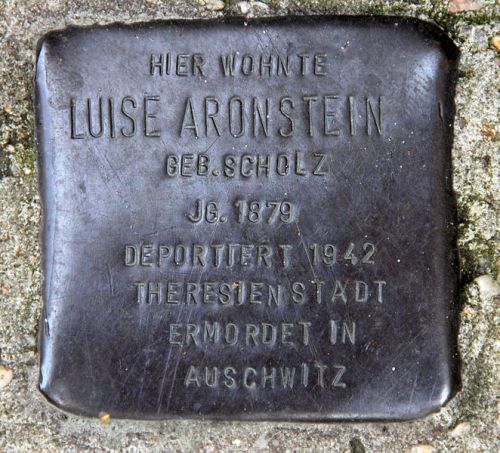 HIER WOHNTE
LUISE ARONSTEIN
GEB. SCHOLZ
JG. 1879
DEPORTIERT 1942
THERESIENSTADT
ERMORDET IN
AUSCHWITZ